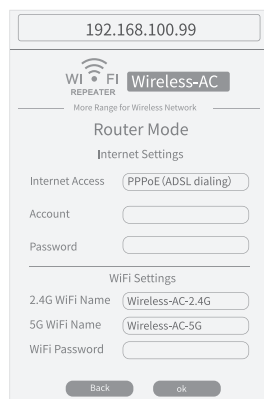 192.168.100.99
WI FI
REPEATER
Wireless-AC
More Range for Wireless Network
Router Mode
Internet Settings
Internet Access PPPoE(ADSL dialing)
Account
Password
WiFi Settings
2.4G WiFi Name Wireless-AC-2.4G
5G WiFi Name Wireless-AC-5G
WiFi Password
Back ok